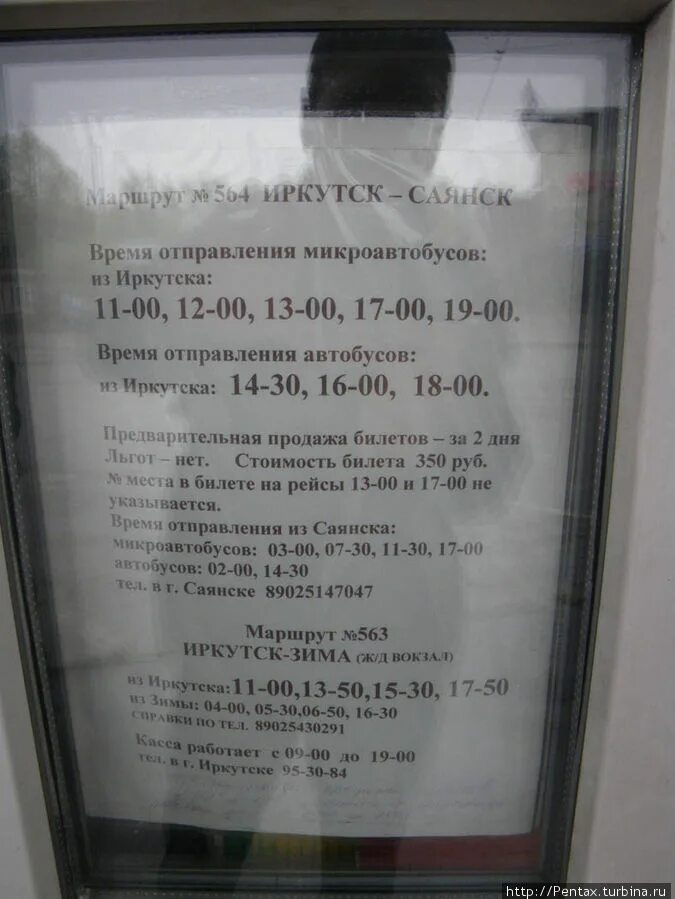 Маршрут № 564 ИРКУТСК – САЯНСК
Время отправления микроавтобусов:
из Иркутска:
11-00, 12-00, 13-00, 17-00, 19-00.
Время отправления автобусов:
из Иркутска: 14-30, 16-00, 18-00.
Предварительная продажа билетов – за 2 дня
Льгот – нет. Стоимость билета 350 руб.
№ места в билете на рейсы 13-00 и 17-00 не
указывается.
Время отправления из Саянска:
микроавтобусов: 03-00, 07-30, 11-30, 17-00
автобусов: 02-00, 14-30
тел. в г. Саянске 89025147047
Маршрут №563
ИРКУТСК-ЗИМА (Ж/Д ВОКЗАЛ)
из Иркутска: 11-00,13-50,15-30, 17-50
из Зимы: 04-00, 05-30,06-50, 16-30
СПРАВКИ ПО ТЕЛ. 89025430291
Касса работает с 09-00 до 19-00
тел. в г. Иркутске 95-30-84
http://Pentax.turbina.ru